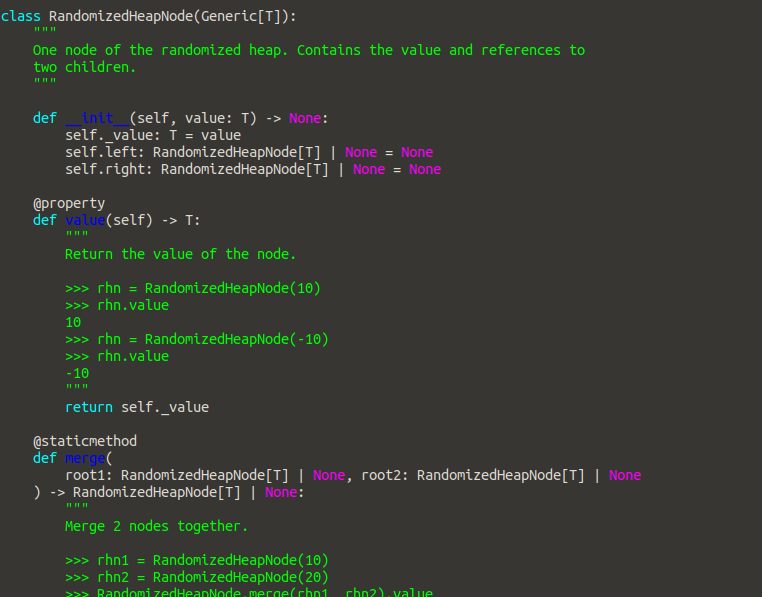 class RandomizedHeapNode(Generic[T]):
    """
    One node of the randomized heap. Contains the value and references to
    two children.
    """

    def __init__(self, value: T) -> None:
        self._value: T = value
        self.left: RandomizedHeapNode[T] | None = None
        self.right: RandomizedHeapNode[T] | None = None

    @property
    def value(self) -> T:
        """
        Return the value of the node.

        >>> rhn = RandomizedHeapNode(10)
        >>> rhn.value
        10
        >>> rhn = RandomizedHeapNode(-10)
        >>> rhn.value
        -10
        """
        return self._value

    @staticmethod
    def merge(
        root1: RandomizedHeapNode[T] | None, root2: RandomizedHeapNode[T] | None
    ) -> RandomizedHeapNode[T] | None:
        """
        Merge 2 nodes together.

        >>> rhn1 = RandomizedHeapNode(10)
        >>> rhn2 = RandomizedHeapNode(20)
        >>> RandomizedHeapNode.merge(rhn1, rhn2).value